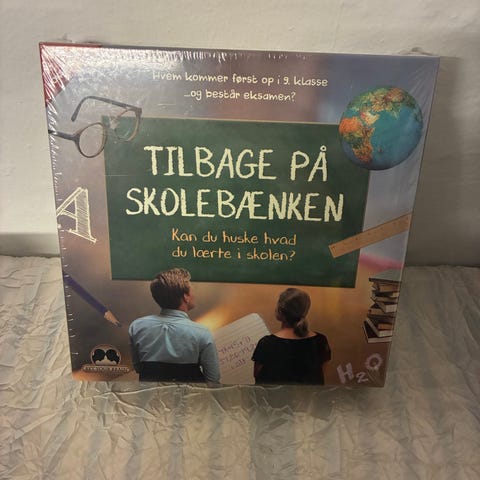 Hvem kommer først op i 9. klasse
...og består eksamen?
TILBAGE PÅ
SKOLEBÆNKEN
Kan du huske hvad
du lærte i skolen?
A
H₂O